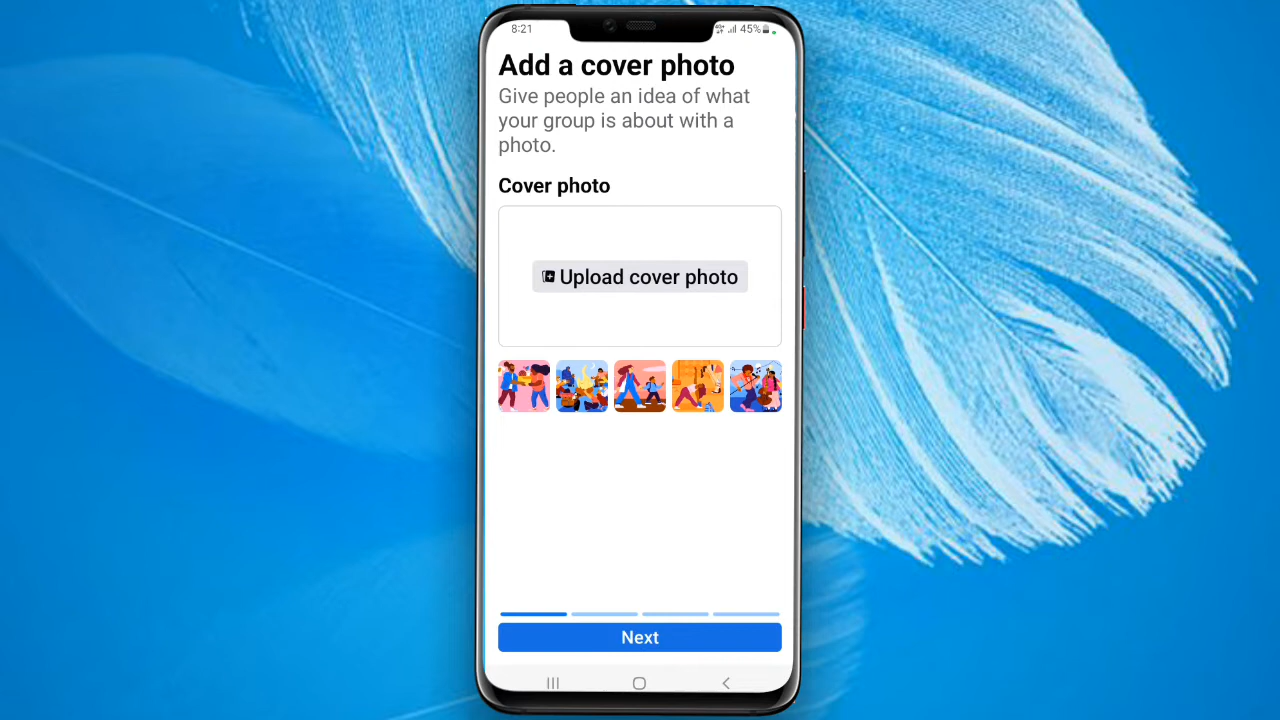 8:21
45%
Add a cover photo
Give people an idea of what
your group is about with a
photo.
Cover photo
Upload cover photo
Next